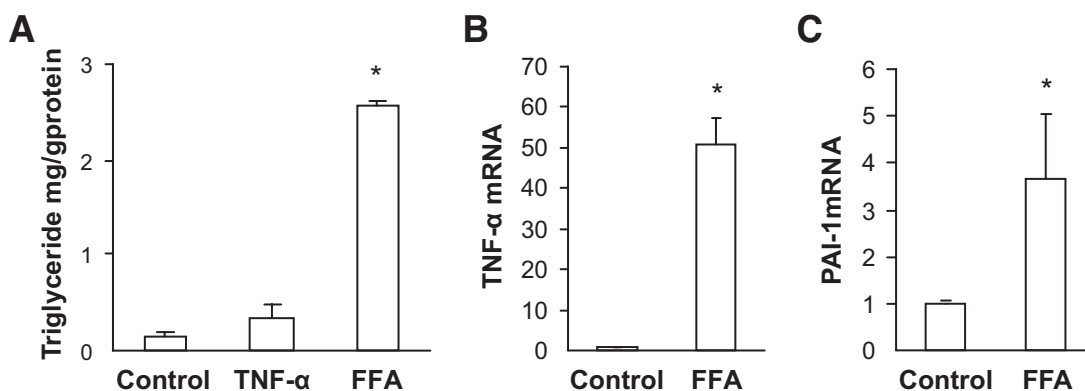 A
Triglyceride mg/gprotein
3
2
1
0
*
Control TNF-α FFA
B
TNF-α mRNA
70
60
50
40
30
20
10
0
*
Control FFA
C
PAI-1mRNA
6
5
4
3
2
1
0
*
Control FFA